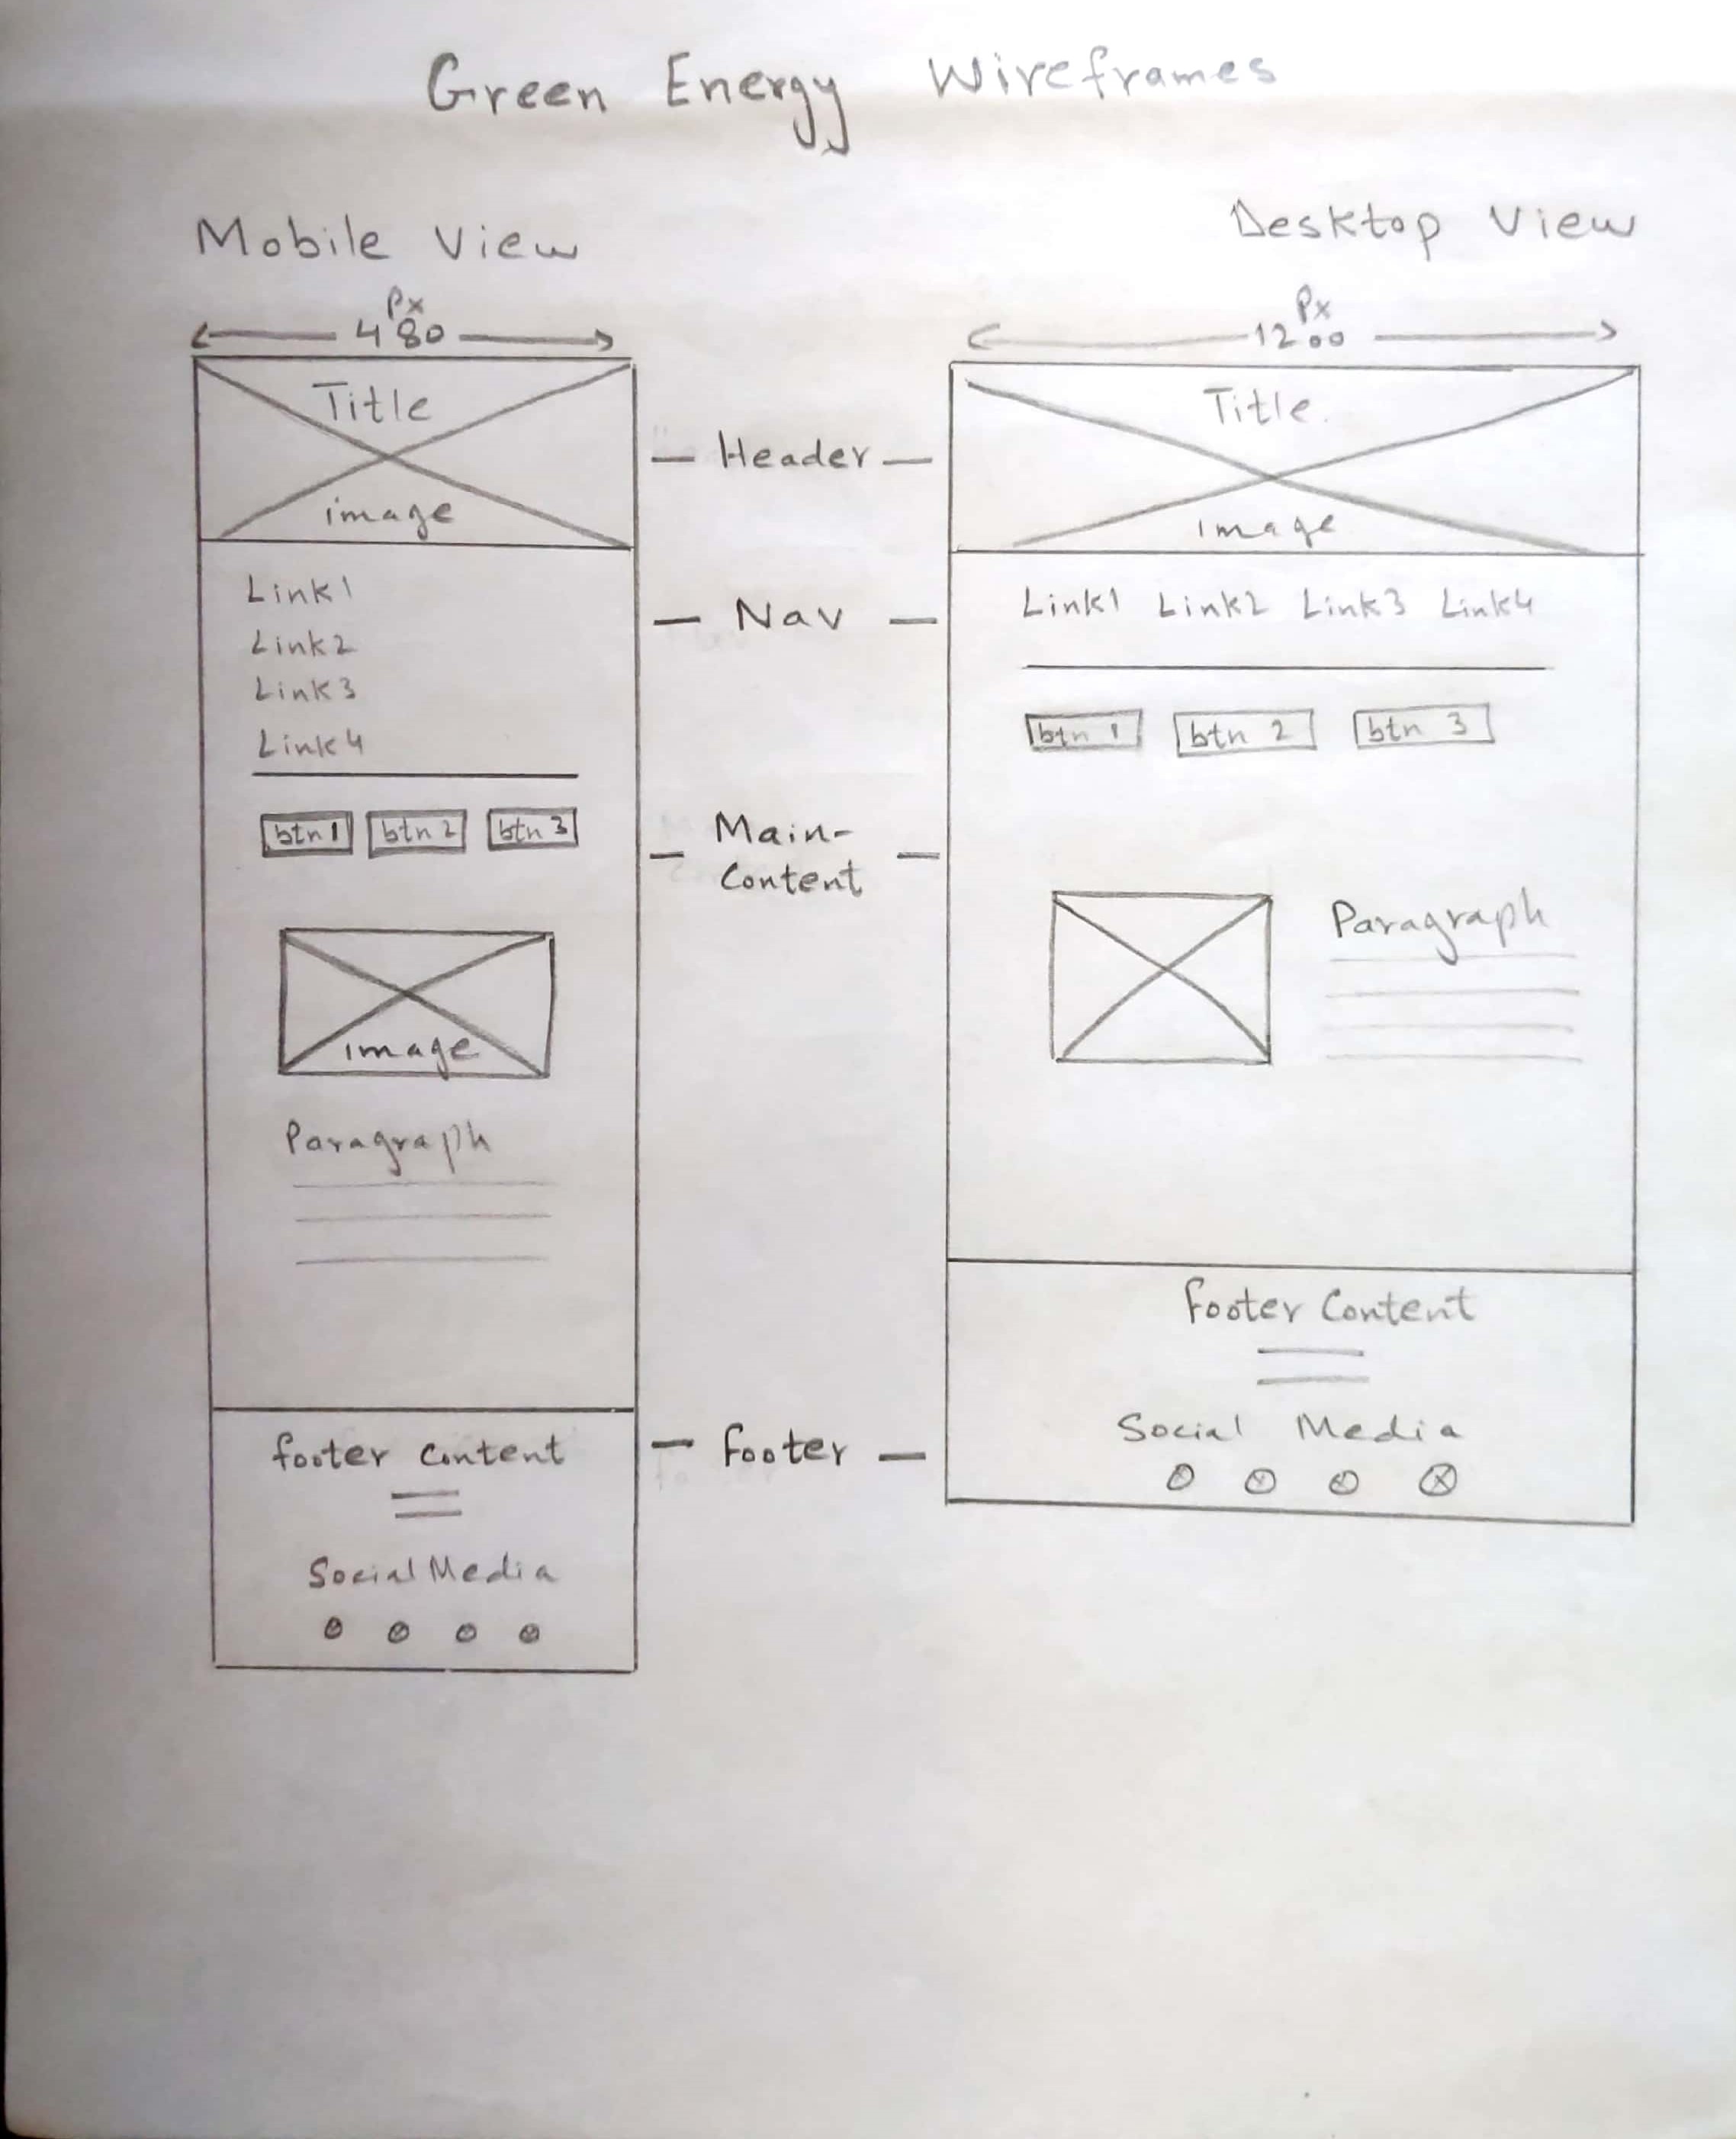 Green Energy Wireframes
Mobile View
Px
480
Title
image
Link1
Link2
Link3
Link4
btn 1 btn 2 btn 3
image
Paragraph
footer Content
Social Media
Header
Nav
Main-
Content
footer
Desktop View
Px
1200
Title
image
Link1 Link2 Link3 Link4
btn 1 btn 2 btn 3
Paragraph
footer Content
Social Media